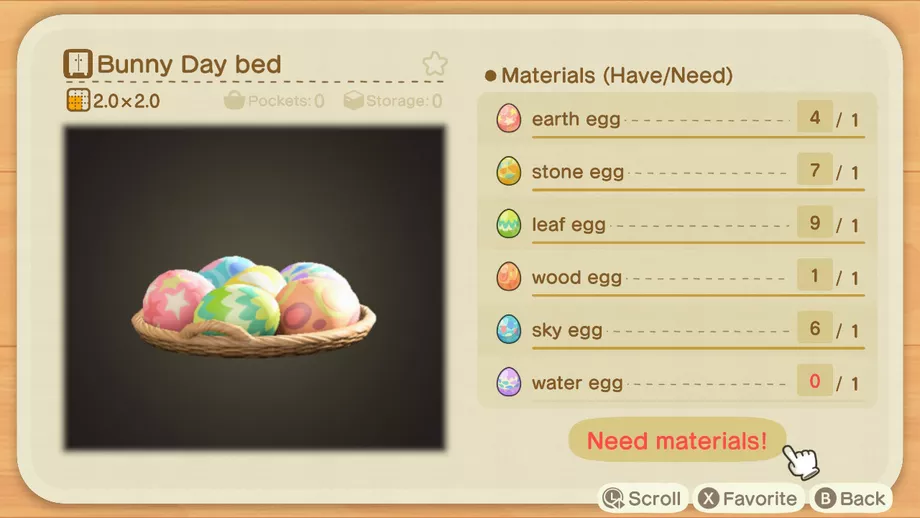 Bunny Day bed
2.0×2.0 Pockets: 0 Storage: 0
Materials (Have/Need)
earth egg 4 / 1
stone egg 7 / 1
leaf egg 9 / 1
wood egg 1 / 1
sky egg 6 / 1
water egg 0 / 1
Need materials!
L Scroll X Favorite B Back